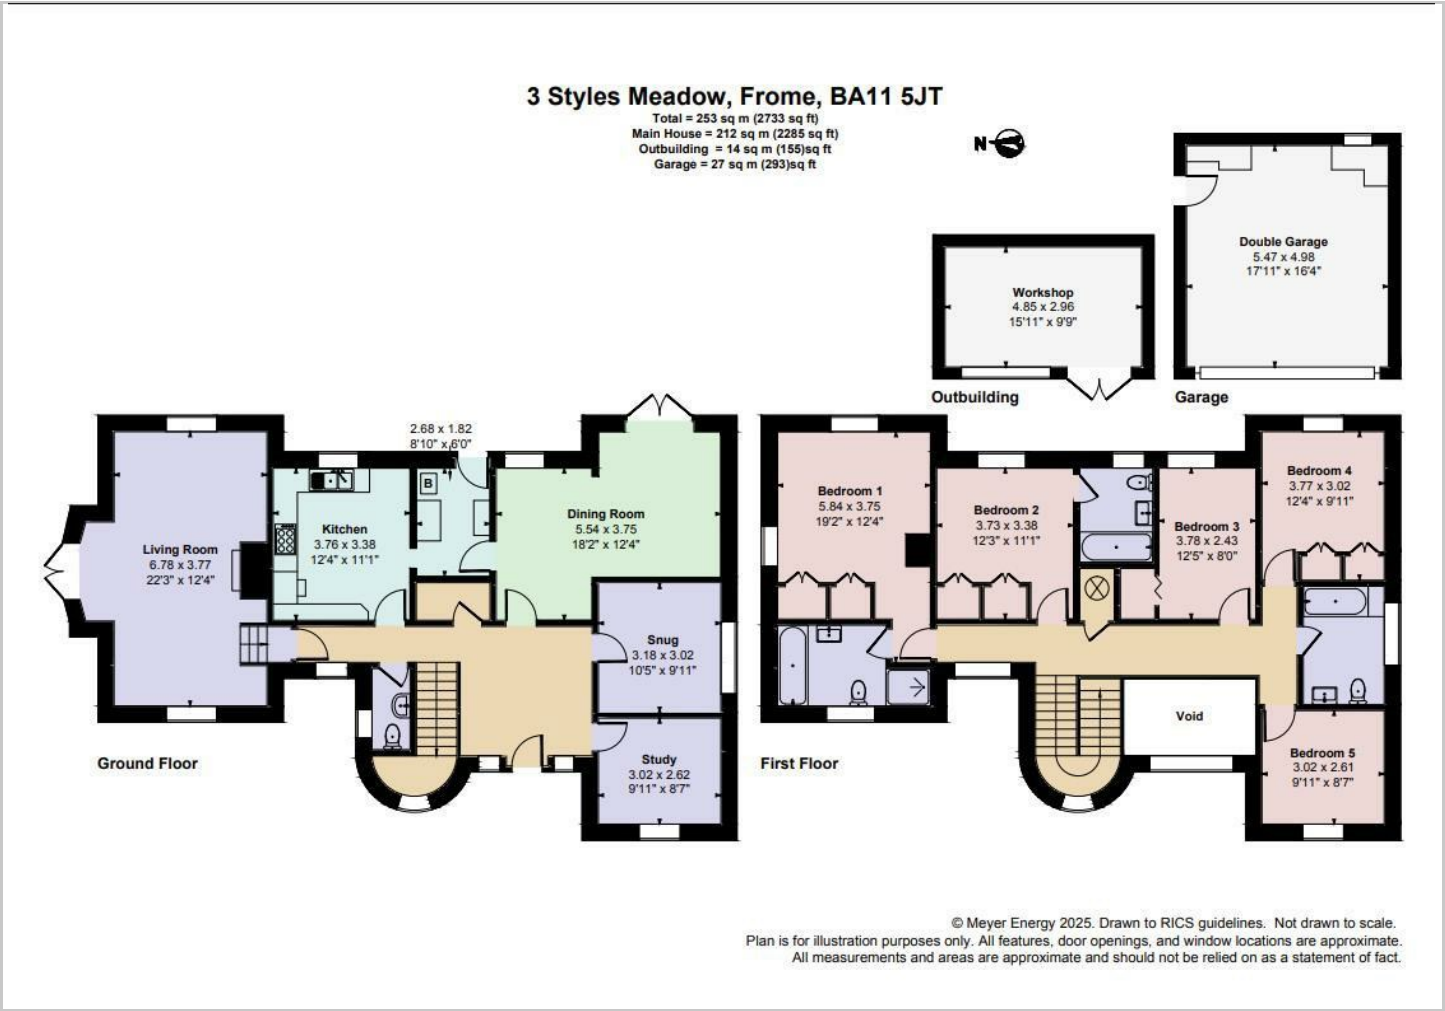 3 Styles Meadow, Frome, BA11 5JT
Total = 253 sq m (2733 sq ft)
Main House = 212 sq m (2285 sq ft)
Outbuilding = 14 sq m (155)sq ft
Garage = 27 sq m (293)sq ft
N
Double Garage
5.47 x 4.98
17'11" x 16'4"
Workshop
4.85 x 2.96
15'11" x 9'9"
Outbuilding
Garage
2.68 x 1.82
8'10" x 6'0"
B
Kitchen
3.76 x 3.38
12'4" x 11'1"
Dining Room
5.54 x 3.75
18'2" x 12'4"
Living Room
6.78 x 3.77
22'3" x 12'4"
Snug
3.18 x 3.02
10'5" x 9'11"
Study
3.02 x 2.62
9'11" x 8'7"
Ground Floor
Bedroom 1
5.84 x 3.75
19'2" x 12'4"
Bedroom 2
3.73 x 3.38
12'3" x 11'1"
Bedroom 3
3.78 x 2.43
12'5" x 8'0"
Bedroom 4
3.77 x 3.02
12'4" x 9'11"
Void
Bedroom 5
3.02 x 2.61
9'11" x 8'7"
First Floor
© Meyer Energy 2025. Drawn to RICS guidelines. Not drawn to scale.
Plan is for illustration purposes only. All features, door openings, and window locations are approximate.
All measurements and areas are approximate and should not be relied on as a statement of fact.